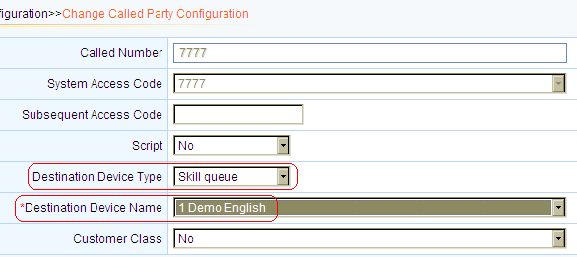 figuration>>Change Called Party Configuration
Called Number 7777
System Access Code 7777
Subsequent Access Code
Script No
Destination Device Type Skill queue
*Destination Device Name 1 Demo English
Customer Class No